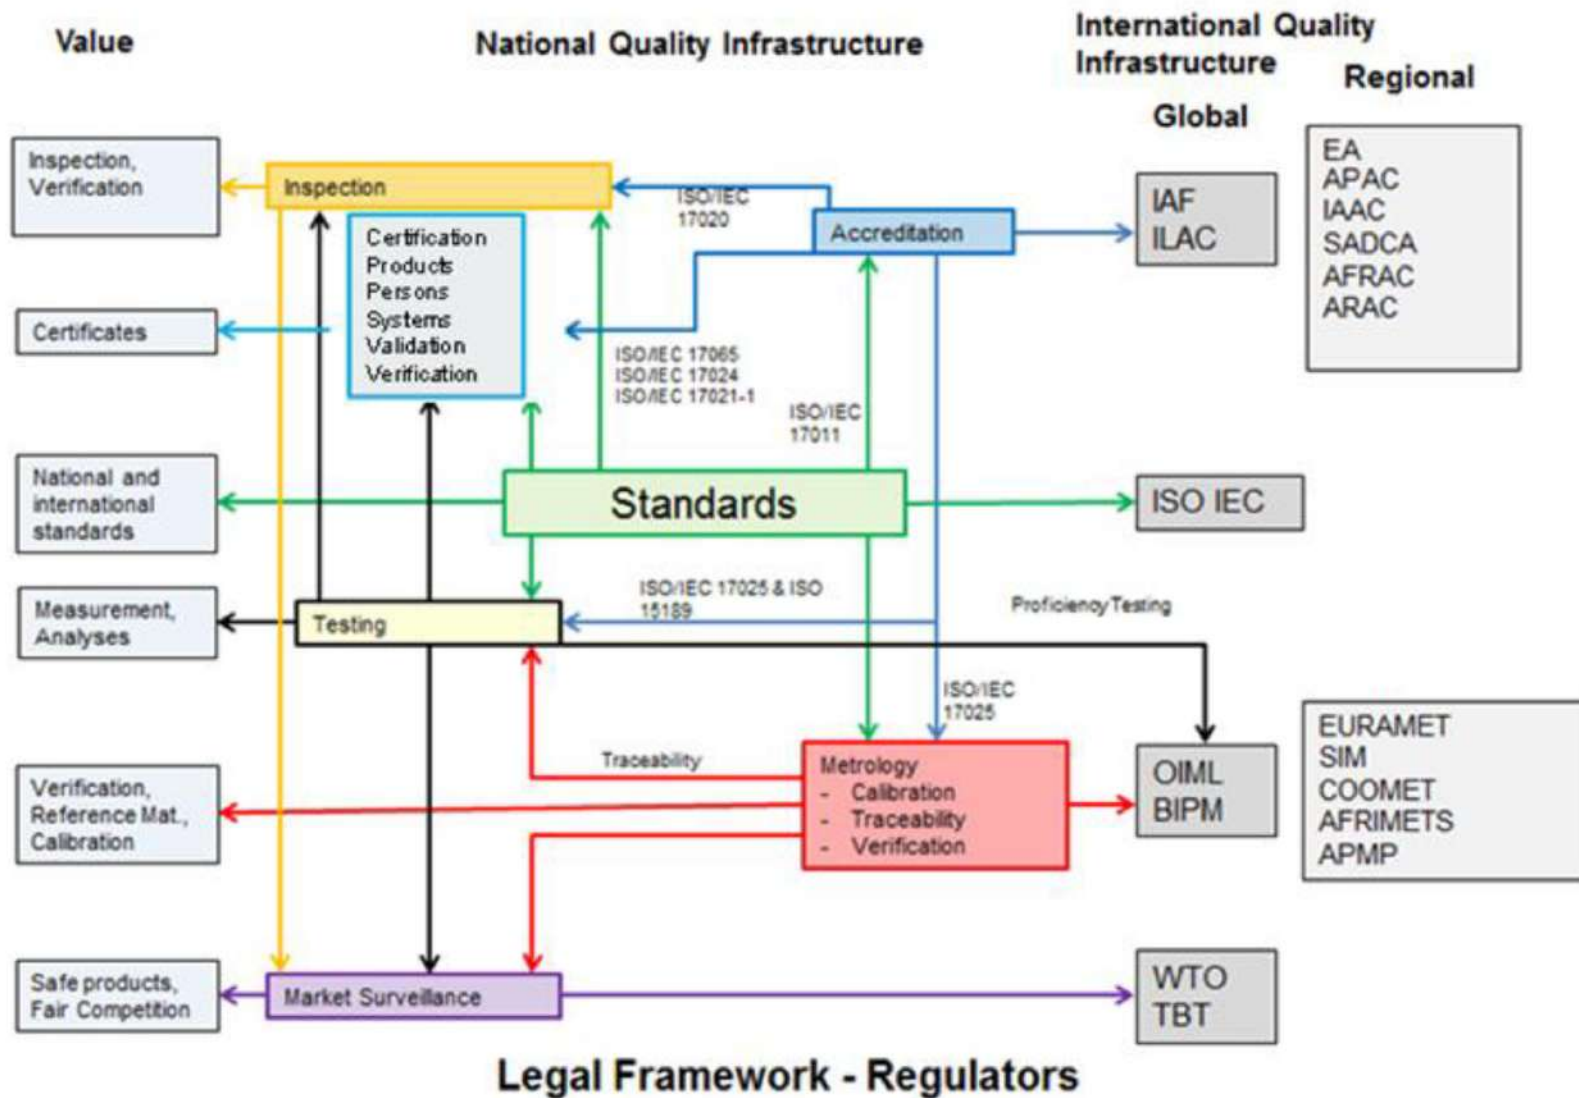 Value
National Quality Infrastructure
International Quality
Infrastructure
Global
Regional
Inspection,
Verification
Inspection
ISO/IEC
17020
Accreditation
IAF
ILAC
EA
APAC
IAAC
SADCA
AFRAC
ARAC
Certification
Products
Persons
Systems
Validation
Verification
Certificates
ISO/IEC 17065
ISO/IEC 17024
ISO/IEC 17021-1
ISO/IEC
17011
National and
international
standards
Standards
ISO IEC
Measurement,
Analyses
Testing
ISO/IEC 17025 & ISO
15189
Proficiency Testing
ISO/IEC
17025
Traceability
Verification,
Reference Mat.,
Calibration
Metrology
- Calibration
- Traceability
- Verification
OIML
BIPM
EURAMET
SIM
COOMET
AFRIMETS
APMP
Safe products,
Fair Competition
Market Surveillance
WTO
TBT
Legal Framework - Regulators